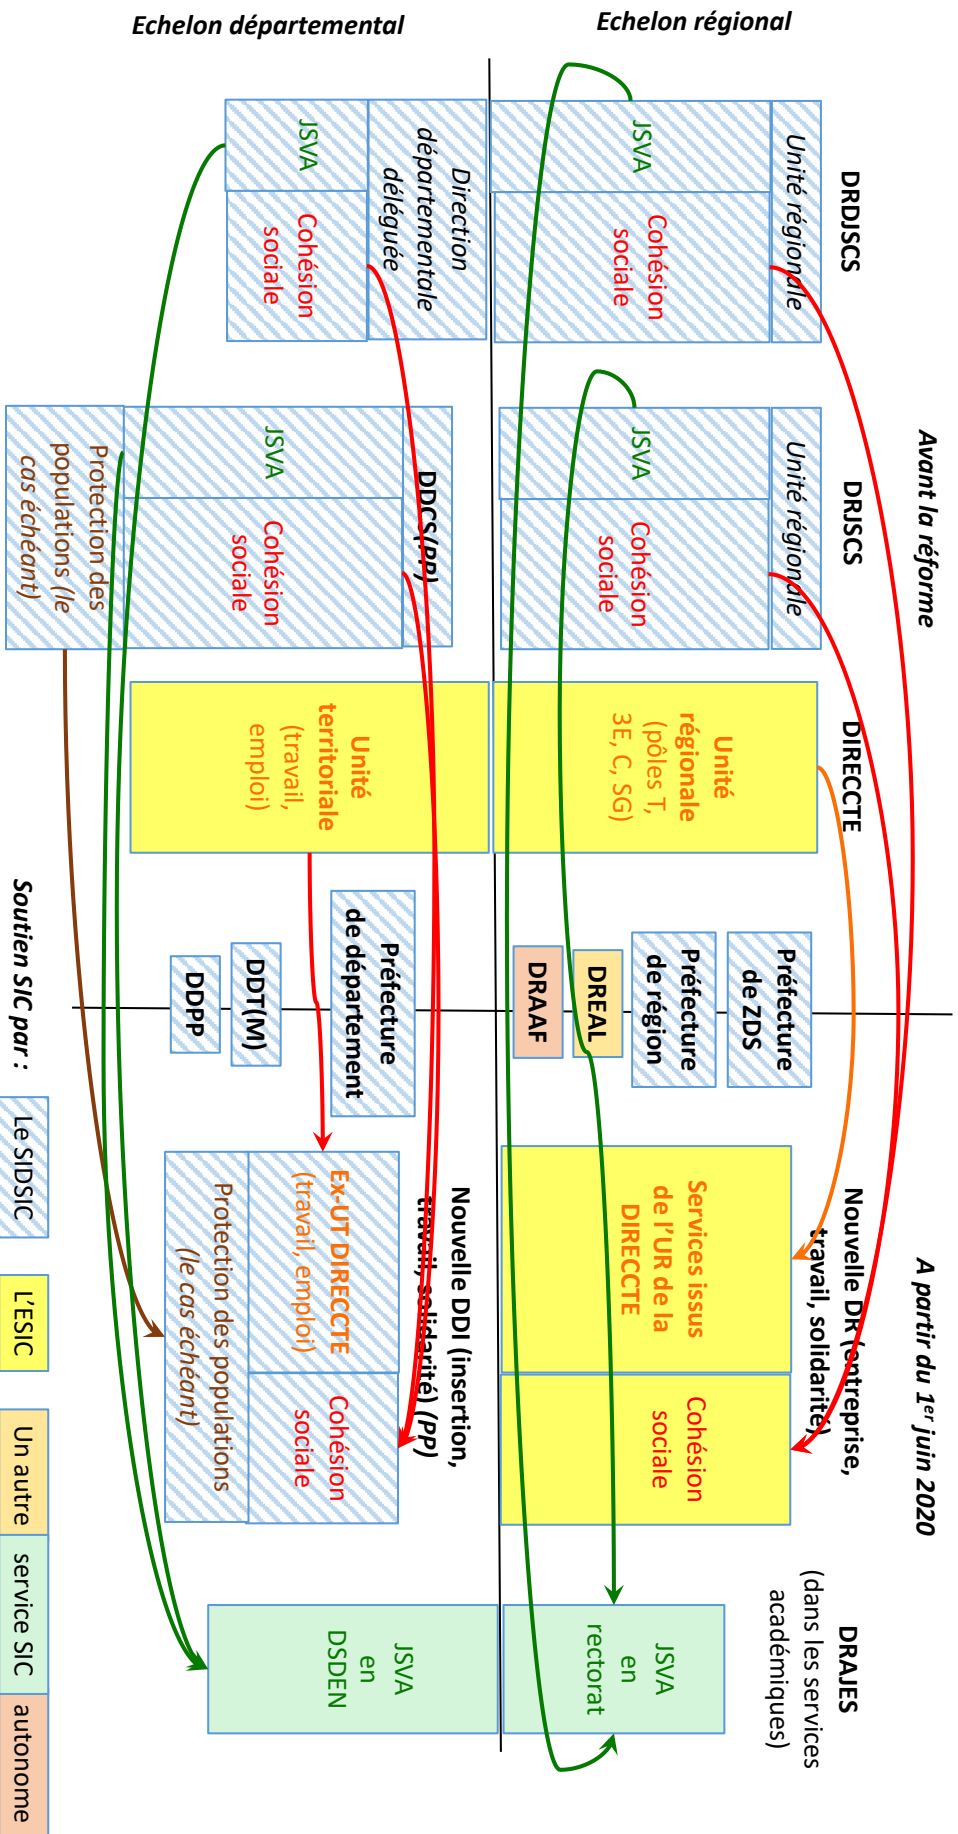 Avant la réforme
A partir du 1er juin 2020
Echelon régional
DRDJSCS
Unité régionale
JSVA
Cohésion
sociale
DRJSCS
Unité régionale
JSVA
Cohésion
sociale
DIRECCTE
Unité
régionale
(pôles T,
3E, C, SG)
Préfecture
de ZDS
Préfecture
de région
DREAL
DRAAF
Nouvelle DR (entreprise,
travail, solidarité)
Services issus
de l’UR de la
DIRECCTE
Cohésion
sociale
DRAJES
(dans les services
académiques)
JSVA
en
rectorat
Echelon départemental
Direction
départementale
déléguée
JSVA
Cohésion
sociale
DDCS(PP)
JSVA
Cohésion
sociale
Protection des
populations (le
cas échéant)
Unité
territoriale
(travail,
emploi)
Préfecture
de département
DDT(M)
DDPP
Nouvelle DDI (insertion,
travail, solidarité) (PP)
Ex-UT DIRECCTE
(travail, emploi)
Cohésion
sociale
Protection des populations
(le cas échéant)
JSVA
en
DSDEN
Soutien SIC par :
Le SIDSIC
L’ESIC
Un autre service SIC autonome